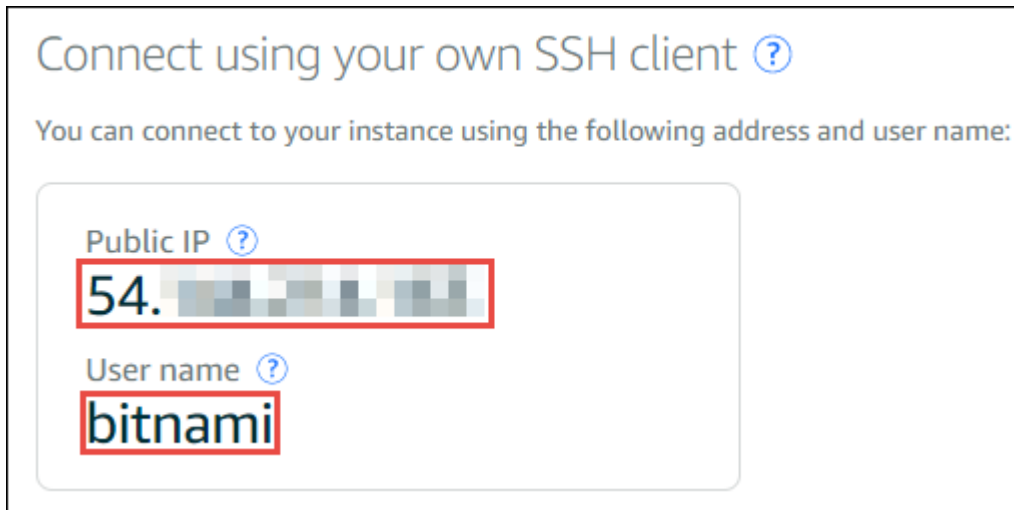 Connect using your own SSH client ?
You can connect to your instance using the following address and user name:
Public IP ?
54.
User name ?
bitnami